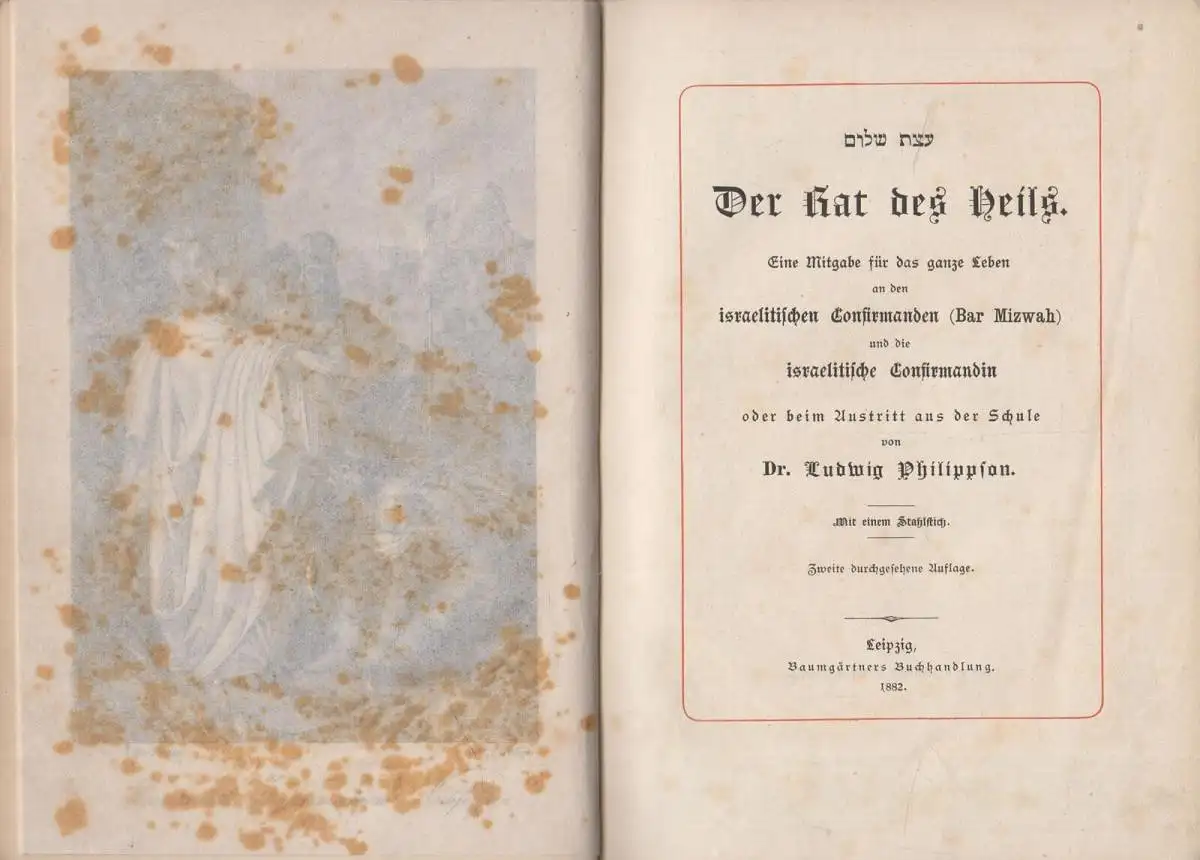 עצת שלום
Der Rat des Heils.
Eine Mitgabe für das ganze Leben
an den
israelitischen Confirmanden (Bar Mizwah)
und die
israelitische Confirmandin
oder beim Austritt aus der Schule
von
Dr. Ludwig Philippson.
Mit einem Stahlstich.
Zweite durchgesehene Auflage.
Leipzig,
Baumgärtners Buchhandlung.
1882.